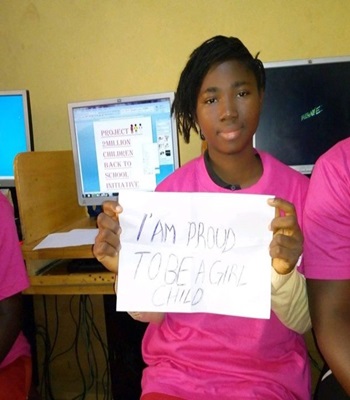 PROJECT
2MILLION
CHILDREN
BACK TO
SCHOOL
INITIATIVE
I'AM PROUD
TO BE A GIRL
CHILD